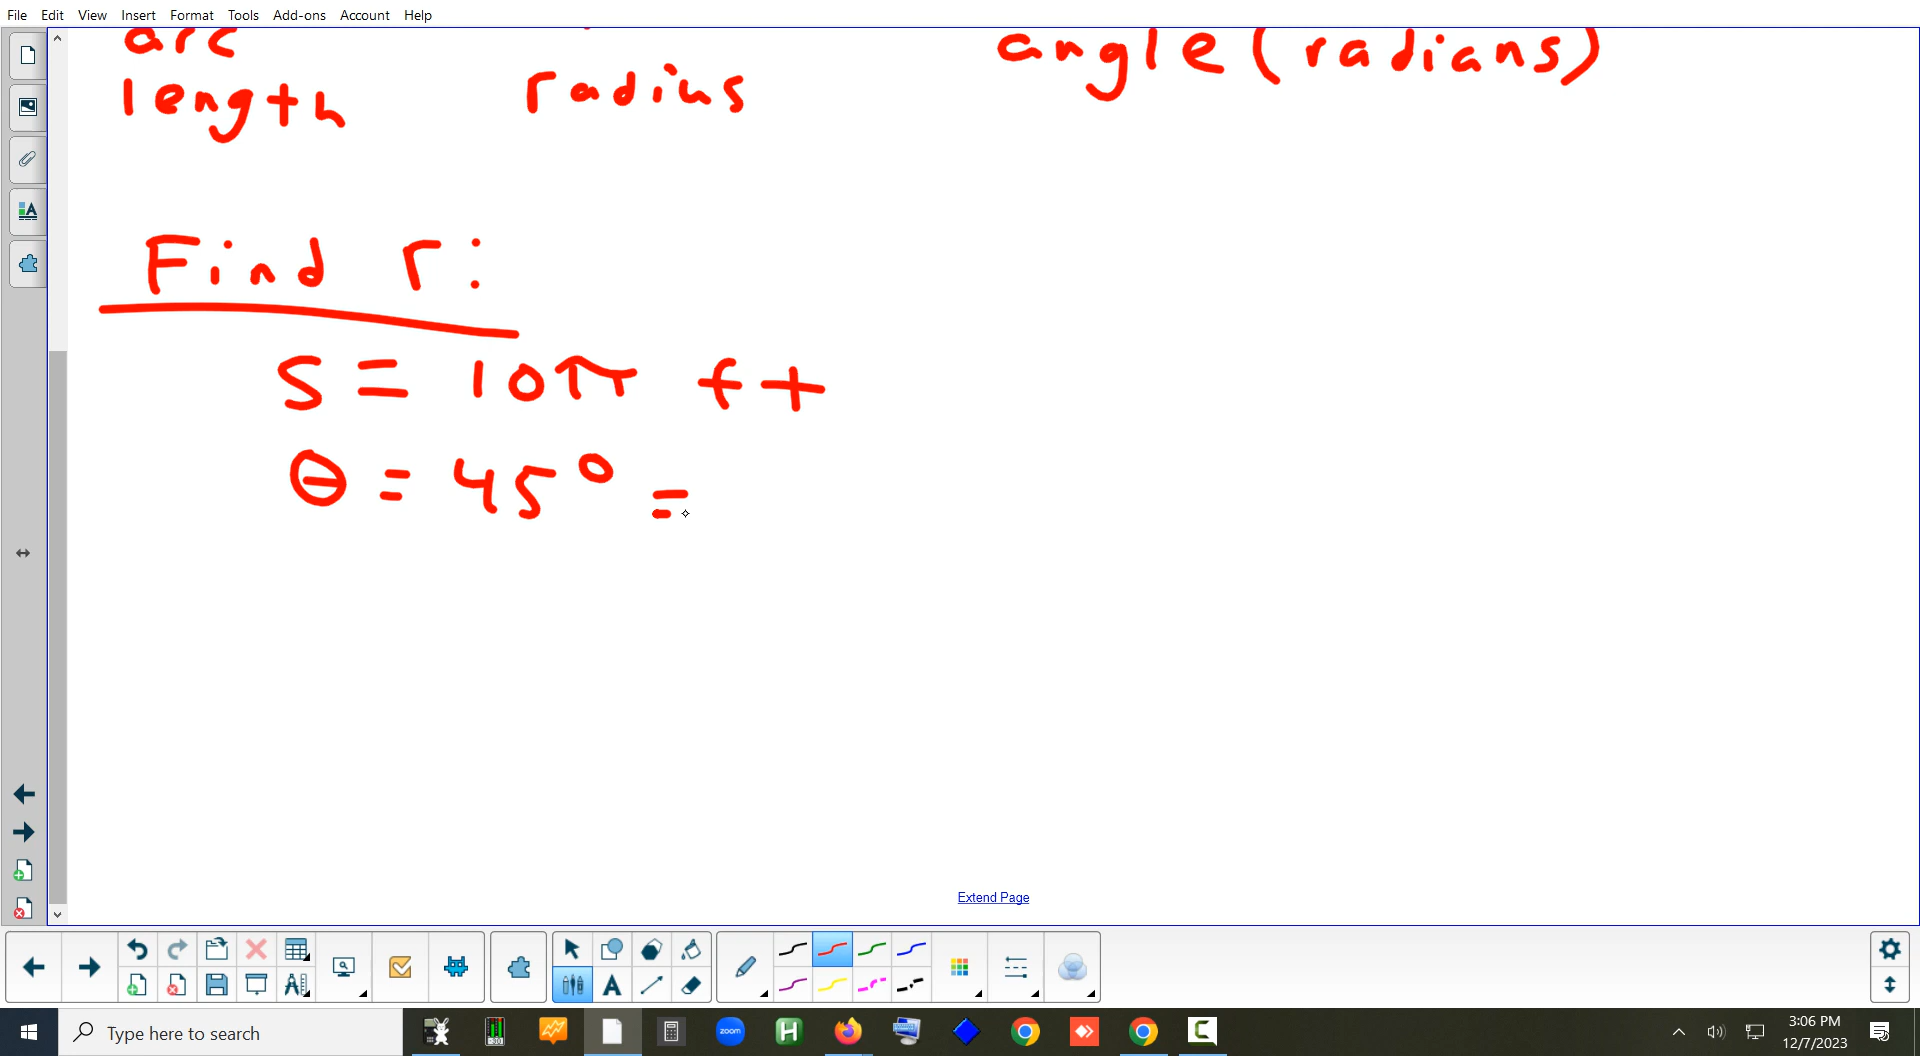 File Edit View Insert Format Tools Add-ons Account Help
arc
length
radius
angle (radians)
Find r:
S = 10π ft
θ = 45° =
Extend Page
Type here to search
zoom
3:06 PM
12/7/2023